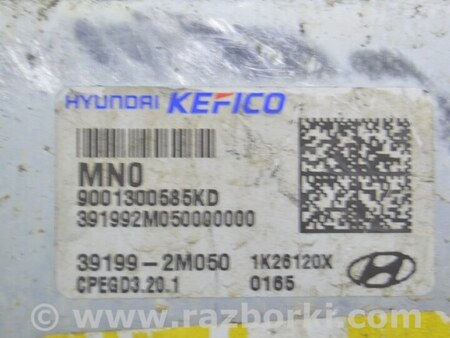 HYUNDAI KEFICO
MN0
9001300585KD
391992M050000000
39199-2M050 1K26120X
CPEGD3.20.1 0165
© www.razborki.com